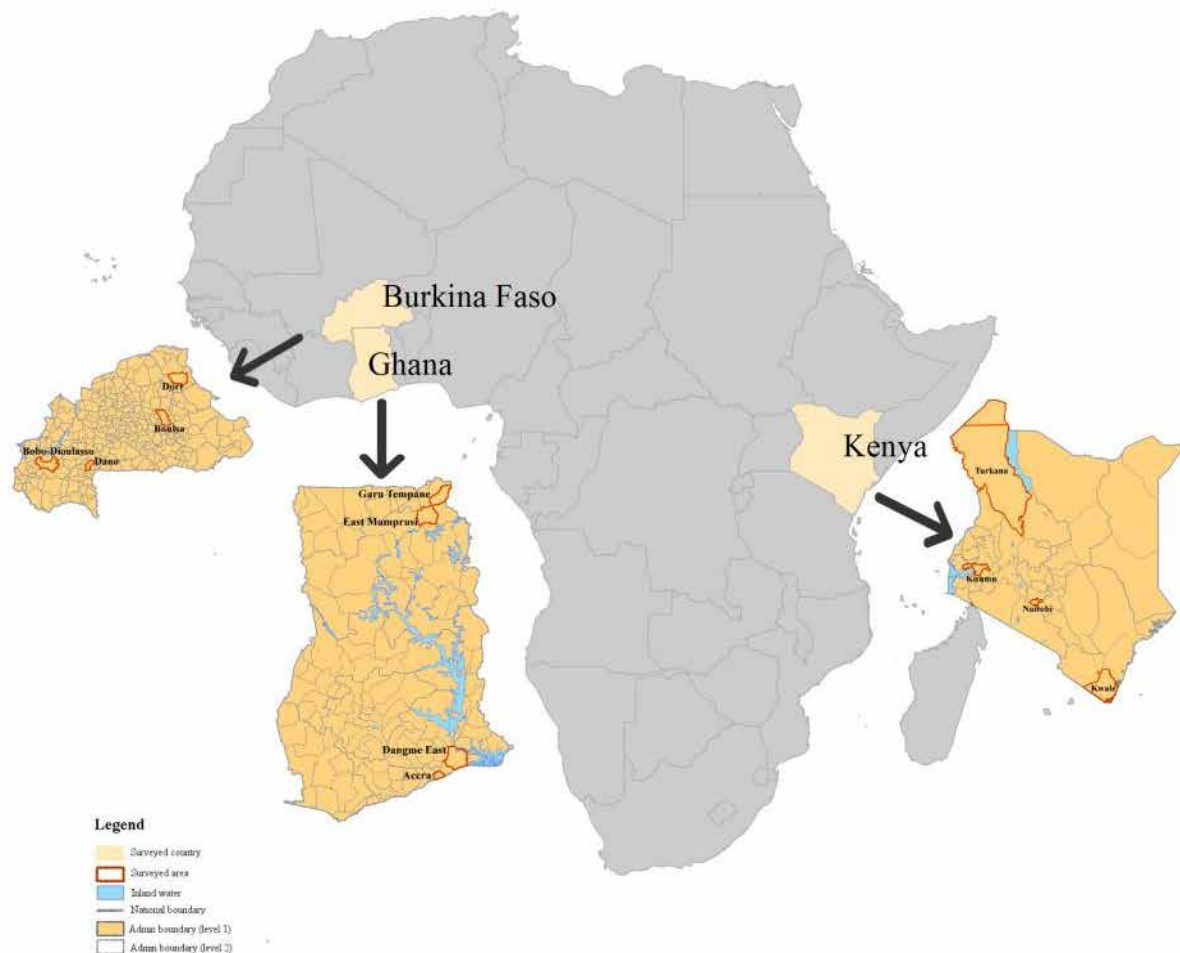 Burkina Faso
Ghana
Kenya
Dori
Boulsa
Bobo-Dioulasso
Dano
Garu Tempane
East Mamprusi
Dangme East
Accra
Turkana
Kisumu
Nairobi
Kwale
Legend
Surveyed country
Surveyed area
Inland water
National boundary
Admin boundary (level 1)
Admin boundary (level 2)